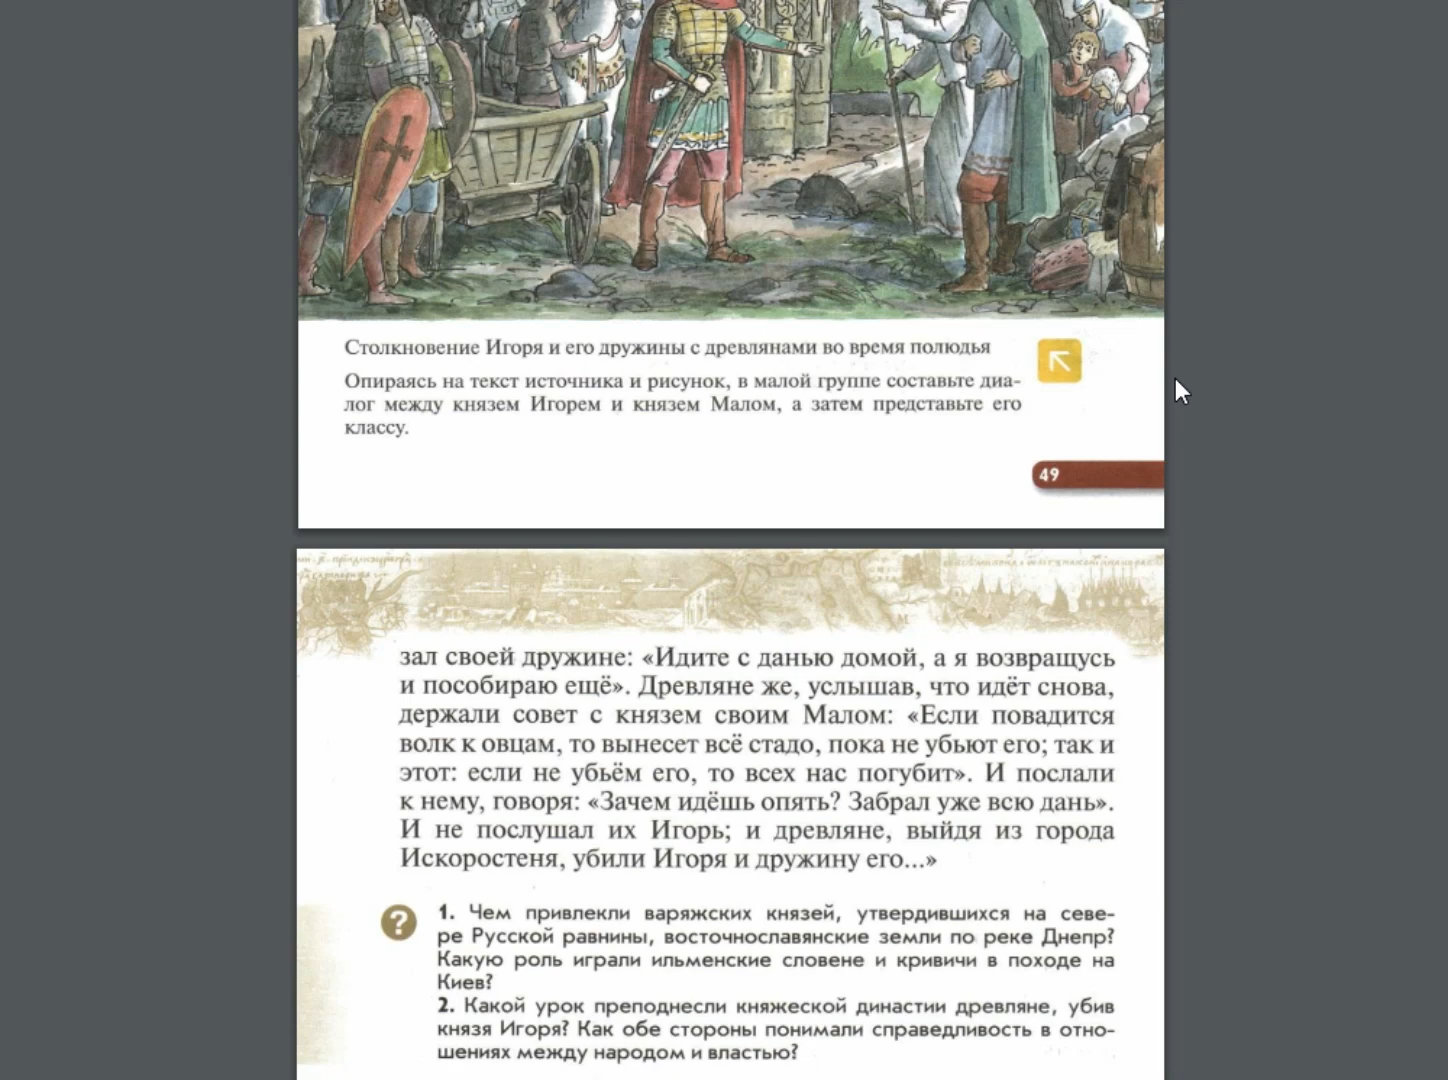 Столкновение Игоря и его дружины с древлянами во время полюдья
Опираясь на текст источника и рисунок, в малой группе составьте диа-
лог между князем Игорем и князем Малом, а затем представьте его
классу.
49
зал своей дружине: «Идите с данью домой, а я возвращусь
и пособираю ещё». Древляне же, услышав, что идёт снова,
держали совет с князем своим Малом: «Если повадится
волк к овцам, то вынесет всё стадо, пока не убьют его; так и
этот: если не убьём его, то всех нас погубит». И послали
к нему, говоря: «Зачем идёшь опять? Забрал уже всю дань».
И не послушал их Игорь; и древляне, выйдя из города
Искоростеня, убили Игоря и дружину его...»
?
1. Чем привлекли варяжских князей, утвердившихся на севе-
ре Русской равнины, восточнославянские земли по реке Днепр?
Какую роль играли ильменские словене и кривичи в походе на
Киев?
2. Какой урок преподнесли княжеской династии древляне, убив
князя Игоря? Как обе стороны понимали справедливость в отно-
шениях между народом и властью?